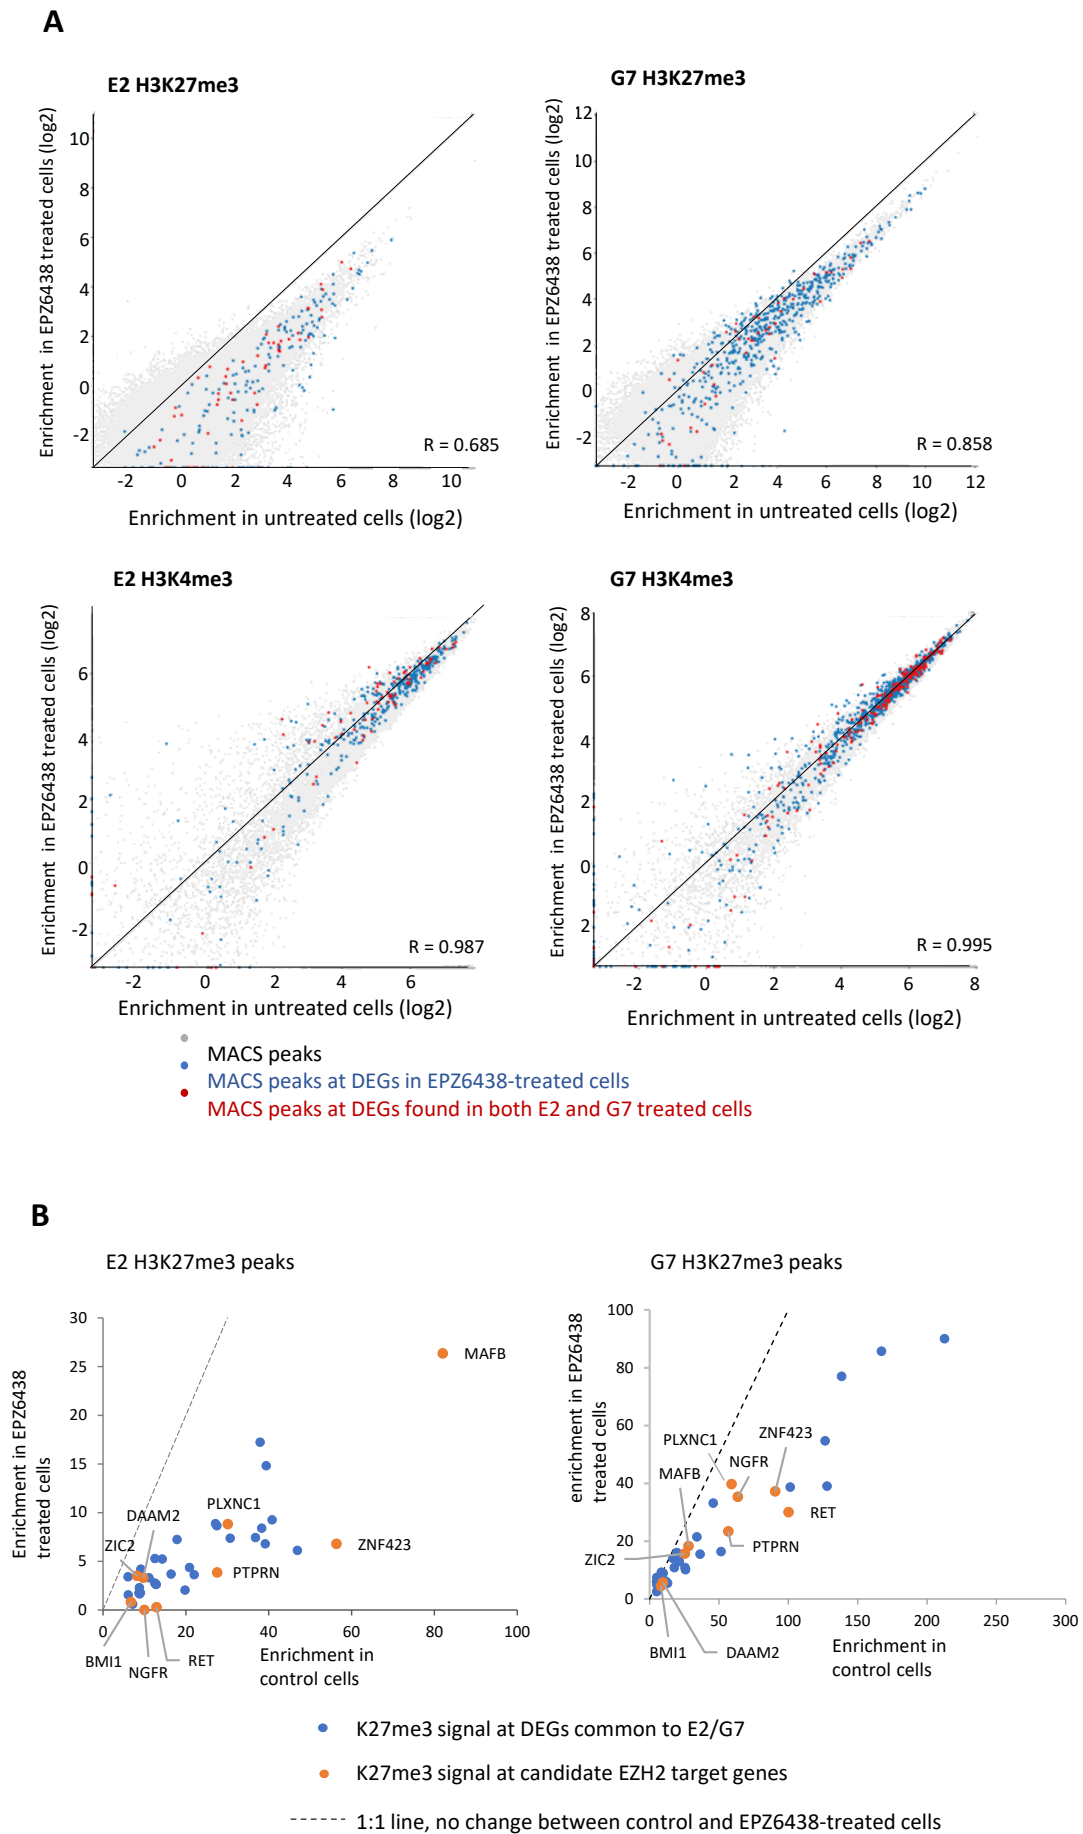 A
E2 H3K27me3
Enrichment in EPZ6438 treated cells (log2)
10
8
6
4
2
0
-2
R = 0.685
-2 0 2 4 6 8 10
Enrichment in untreated cells (log2)
G7 H3K27me3
Enrichment in EPZ6438 treated cells (log2)
12
10
8
6
4
2
0
-2
R = 0.858
-2 0 2 4 6 8 10 12
Enrichment in untreated cells (log2)
E2 H3K4me3
Enrichment in EPZ6438 treated cells (log2)
6
4
2
0
-2
R = 0.987
-2 0 2 4 6
Enrichment in untreated cells (log2)
G7 H3K4me3
Enrichment in EPZ6438 treated cells (log2)
8
6
4
2
0
2
R = 0.995
-2 0 2 4 6 8
Enrichment in untreated cells (log2)
MACS peaks
MACS peaks at DEGs in EPZ6438-treated cells
MACS peaks at DEGs found in both E2 and G7 treated cells
B
E2 H3K27me3 peaks
Enrichment in EPZ6438
treated cells
30
25
20
15
10
5
0
MAFB
PLXNC1
DAAM2
ZIC2
ZNF423
PTPRN
BMI1
NGFR
RET
0 20 40 60 80 100
Enrichment in
control cells
G7 H3K27me3 peaks
enrichment in EPZ6438
treated cells
100
80
60
40
20
0
ZNF423
PLXNC1
NGFR
MAFB
RET
PTPRN
ZIC2
BMI1
DAAM2
0 50 100 150 200 250 300
Enrichment in
control cells
K27me3 signal at DEGs common to E2/G7
K27me3 signal at candidate EZH2 target genes
1:1 line, no change between control and EPZ6438-treated cells